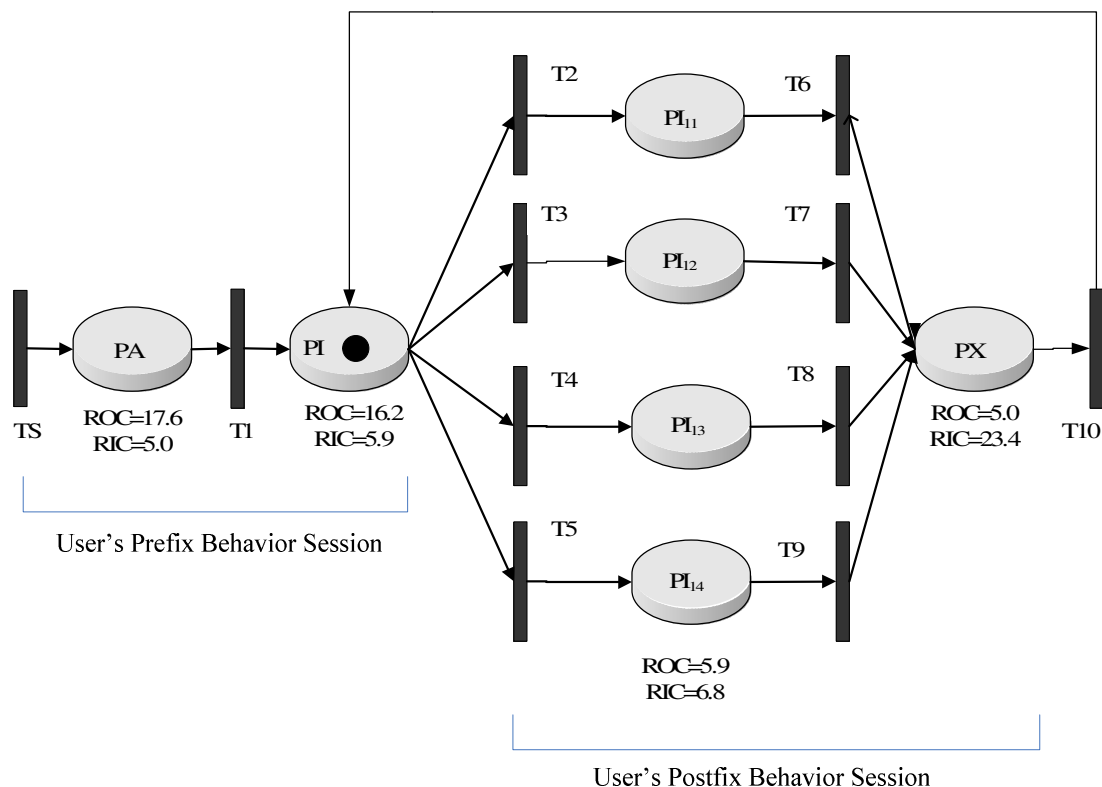 T2
PI₁₁
T6
T3
PI₁₂
T7
PA
PI
PX
TS
ROC=17.6
RIC=5.0
T1
ROC=16.2
RIC=5.9
T4
PI₁₃
T8
ROC=5.0
RIC=23.4
T10
User's Prefix Behavior Session
T5
PI₁₄
T9
ROC=5.9
RIC=6.8
User's Postfix Behavior Session